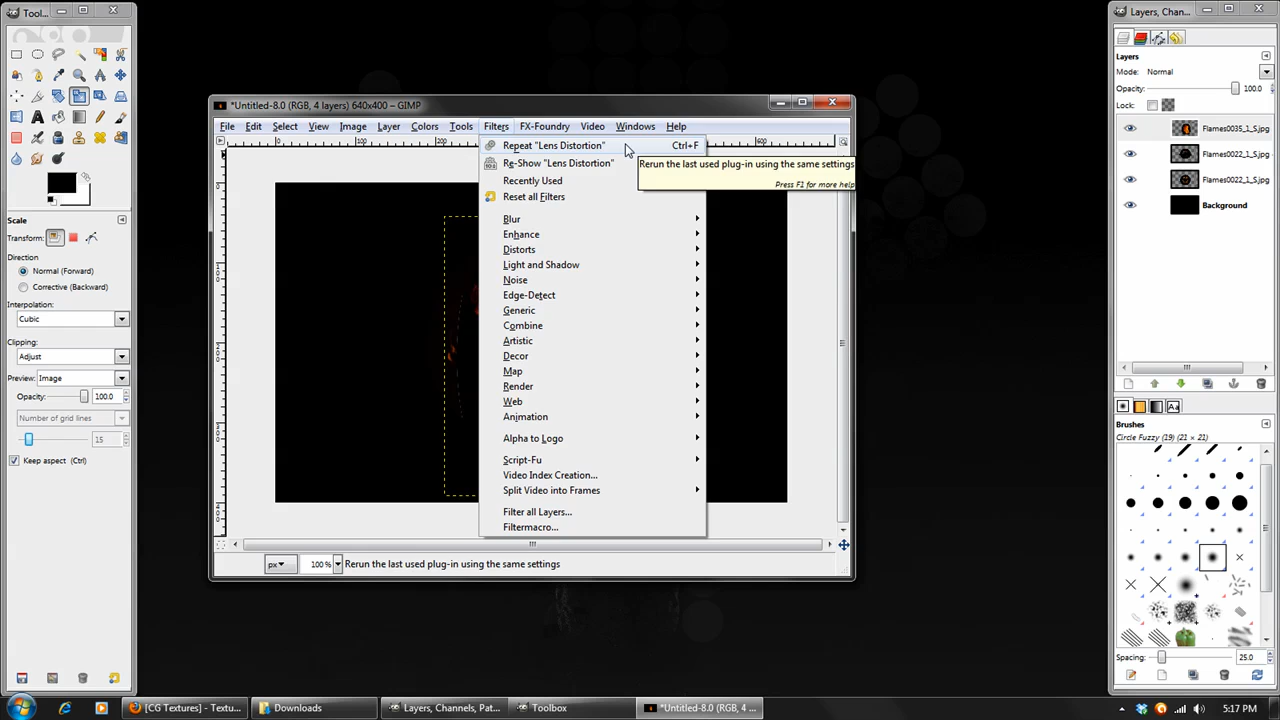 Tool...
Layers, Chan...
*Untitled-8.0 (RGB, 4 layers) 640x400 – GIMP
File Edit Select View Image Layer Colors Tools Filters FX-Foundry Video Windows Help
Repeat "Lens Distortion" Ctrl+F
Re-Show "Lens Distortion"
Recently Used
Reset all Filters
Blur
Enhance
Distorts
Light and Shadow
Noise
Edge-Detect
Generic
Combine
Artistic
Decor
Map
Render
Web
Animation
Alpha to Logo
Script-Fu
Video Index Creation...
Split Video into Frames
Filter all Layers...
Filtermacro...
Rerun the last used plug-in using the same settings
Press F1 for more help
px 100 % Rerun the last used plug-in using the same settings
Scale
Transform:
Direction
Normal (Forward)
Corrective (Backward)
Interpolation:
Cubic
Clipping:
Adjust
Preview: Image
Opacity: 100.0
Number of grid lines
15
Keep aspect (Ctrl)
Layers
Mode: Normal
Opacity: 100.0
Lock:
Flames0035_1_S.jpg
Flames0022_1_S.jpg
Flames0022_1_S.jpg
Background
Brushes
Circle Fuzzy (19) (21 × 21)
Spacing: 25.0
[CG Textures] - Textu...
Downloads
Layers, Channels, Pat...
Toolbox
*Untitled-8.0 (RGB, 4 ...
5:17 PM